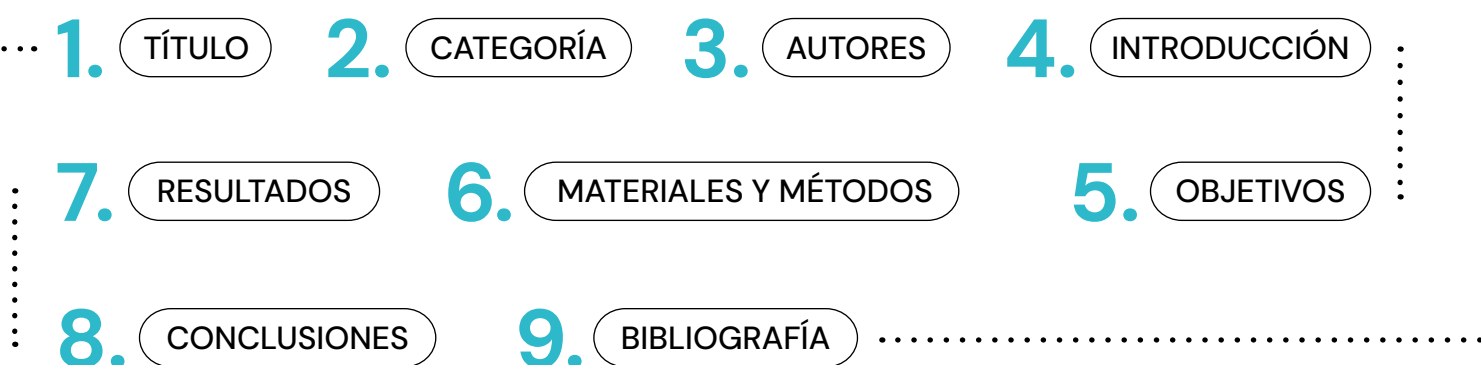 1. TÍTULO 2. CATEGORÍA 3. AUTORES 4. INTRODUCCIÓN
7. RESULTADOS 6. MATERIALES Y MÉTODOS 5. OBJETIVOS
8. CONCLUSIONES 9. BIBLIOGRAFÍA